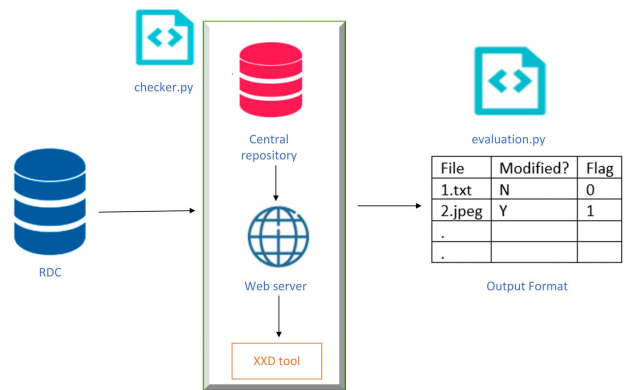 checker.py
Central
repository
evaluation.py
File Modified? Flag
1.txt N 0
2.jpeg Y 1
.
.
RDC
Web server
Output Format
XXD tool